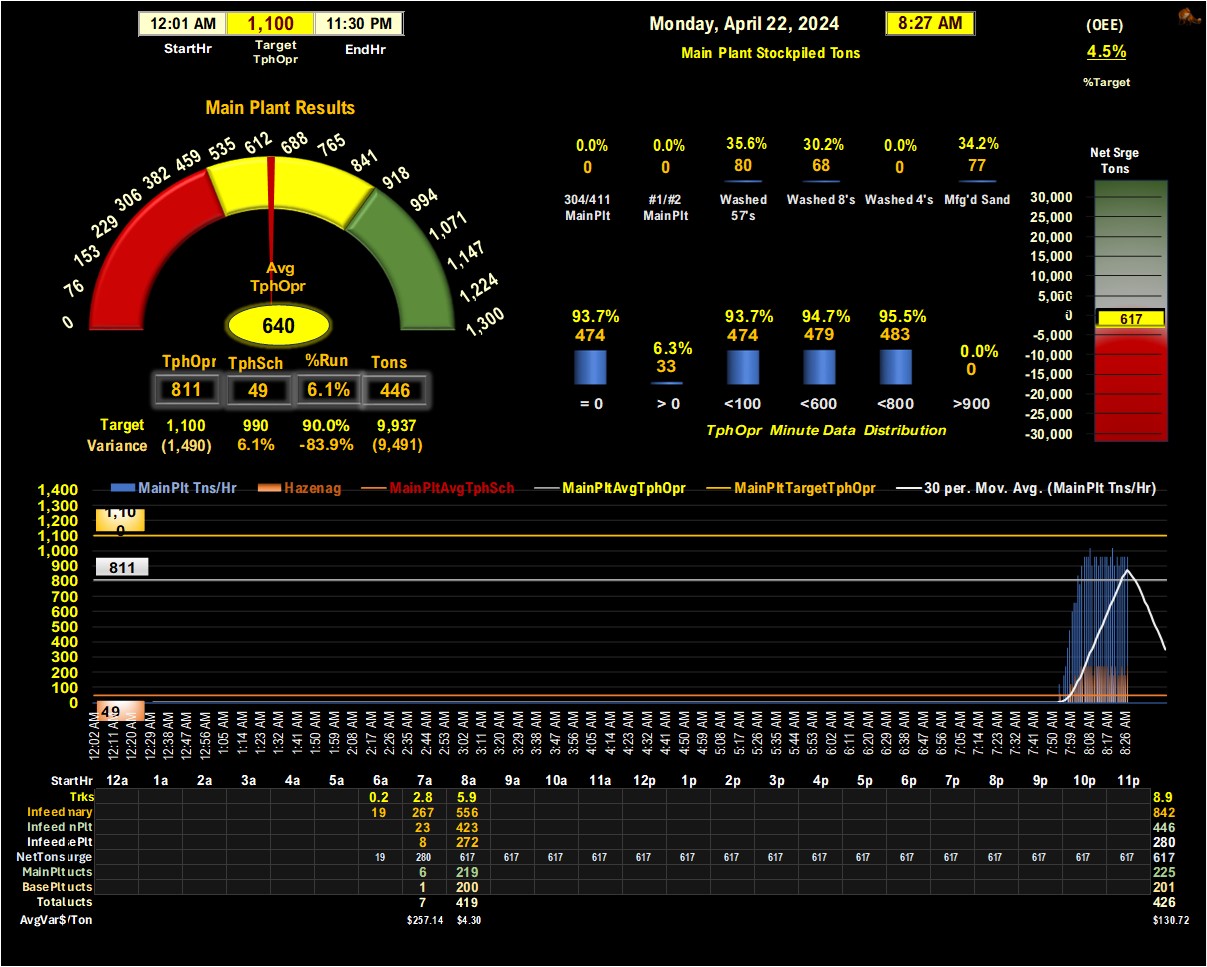 12:01 AM 1,100 11:30 PM
StartHr Target TphOpr EndHr
Monday, April 22, 2024 8:27 AM
Main Plant Stockpiled Tons
(OEE)
4.5%
%Target
Main Plant Results
0 76 153 229 306 382 459 535 612 688 765 841 918 994 1,071 1,147 1,224 1,300
Avg
TphOpr
640
TphOpr TphSch %Run Tons
811 49 6.1% 446
Target 1,100 990 90.0% 9,937
Variance (1,490) 6.1% -83.9% (9,491)
0.0% 0.0% 35.6% 30.2% 0.0% 34.2%
0 0 80 68 0 77
304/411 #1/#2 Washed Washed 8's Washed 4's Mfg'd Sand
MainPlt MainPlt 57's
93.7% 6.3% 93.7% 94.7% 95.5% 0.0%
474 33 474 479 483 0
= 0 > 0 <100 <600 <800 >900
TphOpr Minute Data Distribution
Net Srge
Tons
30,000
25,000
20,000
15,000
10,000
5,000
0
617
-5,000
-10,000
-15,000
-20,000
-25,000
-30,000
MainPlt Tns/Hr Hazenag MainPltAvgTphSch MainPltAvgTphOpr MainPltTargetTphOpr 30 per. Mov. Avg. (MainPlt Tns/Hr)
1,400
1,300
1,200
1,100
1,000
900
800
700
600
500
400
300
200
100
0
1,10
0
811
49
12:02 AM 12:11 AM 12:20 AM 12:29 AM 12:38 AM 12:47 AM 12:56 AM 1:05 AM 1:14 AM 1:23 AM 1:32 AM 1:41 AM 1:50 AM 1:59 AM 2:08 AM 2:17 AM 2:26 AM 2:35 AM 2:44 AM 2:53 AM 3:02 AM 3:11 AM 3:20 AM 3:29 AM 3:38 AM 3:47 AM 3:56 AM 4:05 AM 4:14 AM 4:23 AM 4:32 AM 4:41 AM 4:50 AM 4:59 AM 5:08 AM 5:17 AM 5:26 AM 5:35 AM 5:44 AM 5:53 AM 6:02 AM 6:11 AM 6:20 AM 6:29 AM 6:38 AM 6:47 AM 6:56 AM 7:05 AM 7:14 AM 7:23 AM 7:32 AM 7:41 AM 7:50 AM 7:59 AM 8:08 AM 8:17 AM 8:26 AM
StartHr 12a 1a 2a 3a 4a 5a 6a 7a 8a 9a 10a 11a 12p 1p 2p 3p 4p 5p 6p 7p 8p 9p 10p 11p
Trks 0.2 2.8 5.9 8.9
Infeed mary 19 267 556 842
Infeed nPlt 23 423 446
Infeed ePlt 8 272 280
NetTons urge 19 280 617 617 617 617 617 617 617 617 617 617 617 617 617 617 617 617 617
MainPlt ucts 6 219 225
BasePlt ucts 1 200 201
Total ucts 7 419 426
AvgVar$/Ton $257.14 $4.30 $130.72